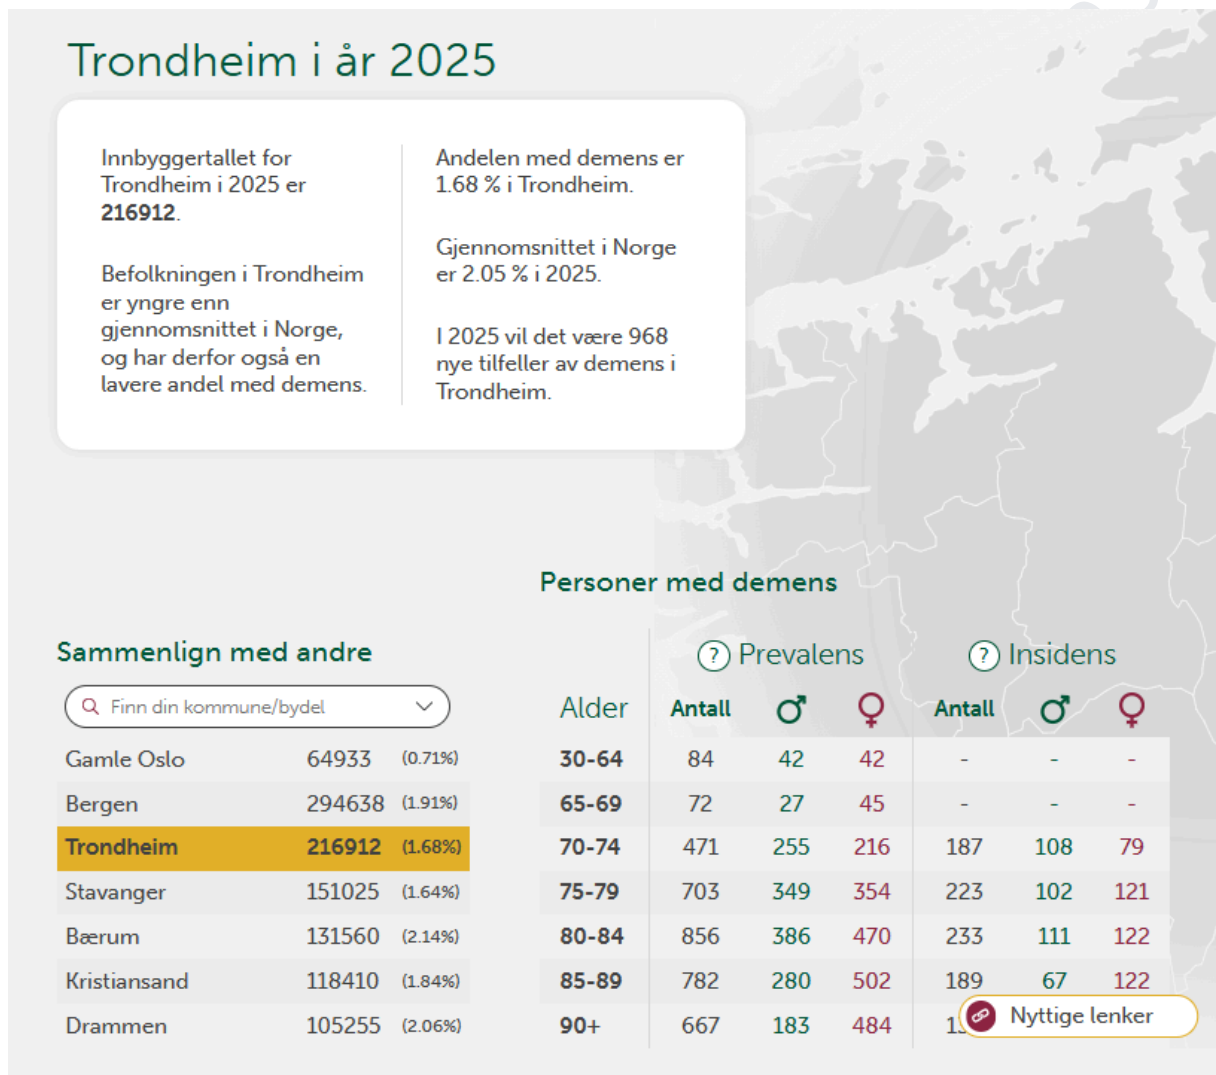 Trondheim i år 2025
Innbyggertallet for
Trondheim i 2025 er
216912.
Befolkningen i Trondheim
er yngre enn
gjennomsnittet i Norge,
og har derfor også en
lavere andel med demens.
Andelen med demens er
1.68 % i Trondheim.
Gjennomsnittet i Norge
er 2.05 % i 2025.
I 2025 vil det være 968
nye tilfeller av demens i
Trondheim.
Sammenlign med andre
Finn din kommune/bydel
Gamle Oslo 64933 (0.71%)
Bergen 294638 (1.91%)
Trondheim 216912 (1.68%)
Stavanger 151025 (1.64%)
Bærum 131560 (2.14%)
Kristiansand 118410 (1.84%)
Drammen 105255 (2.06%)
Personer med demens
? Prevalens ? Insidens
Alder Antall ♂ ♀ Antall ♂ ♀
30-64 84 42 42 - - -
65-69 72 27 45 - - -
70-74 471 255 216 187 108 79
75-79 703 349 354 223 102 121
80-84 856 386 470 233 111 122
85-89 782 280 502 189 67 122
90+ 667 183 484
Nyttige lenker